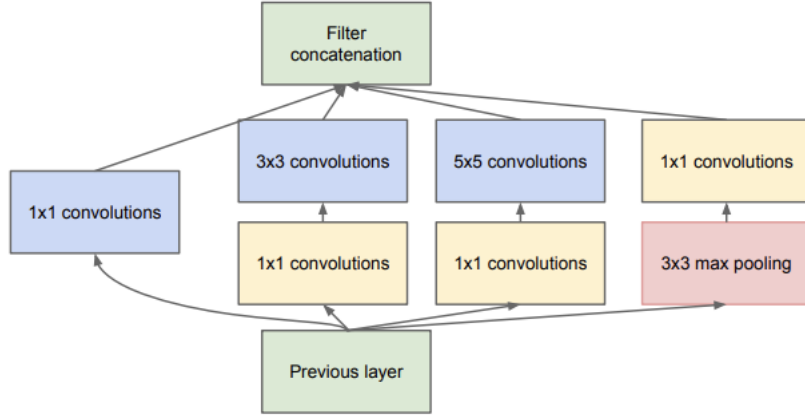 Filter
concatenation
3x3 convolutions
5x5 convolutions
1x1 convolutions
1x1 convolutions
1x1 convolutions
1x1 convolutions
3x3 max pooling
Previous layer